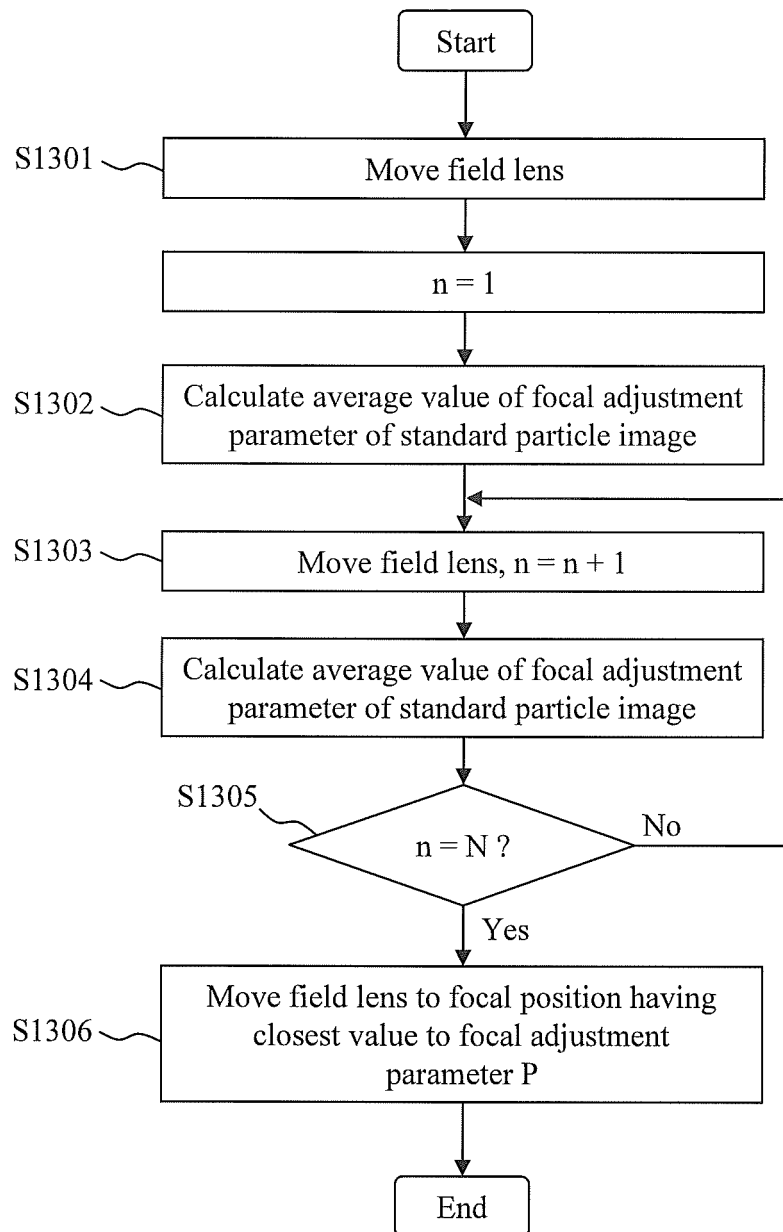 Start
S1301
Move field lens
n = 1
S1302
Calculate average value of focal adjustment
parameter of standard particle image
S1303
Move field lens, n = n + 1
S1304
Calculate average value of focal adjustment
parameter of standard particle image
S1305
n = N ?
No
Yes
S1306
Move field lens to focal position having
closest value to focal adjustment
parameter P
End